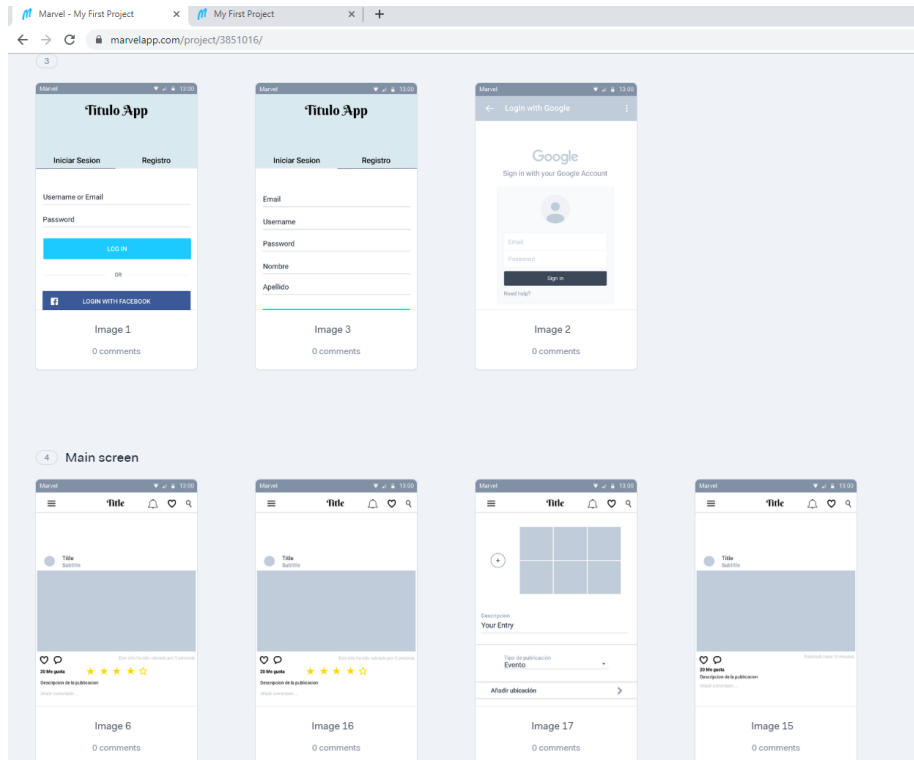 Marvel - My First Project
My First Project
marvelapp.com/project/3851016/
3
Marvel 13:00
Titulo App
Iniciar Sesion Registro
Username or Email
Password
LOG IN
OR
LOGIN WITH FACEBOOK
Image 1
0 comments
Marvel 13:00
Titulo App
Iniciar Sesion Registro
Email
Username
Password
Nombre
Apellido
Image 3
0 comments
Marvel 13:00
Login with Google
Google
Sign in with your Google Account
Email
Password
Sign in
Need help?
Image 2
0 comments
4 Main screen
Marvel 13:00
Title
Title
Subtitle
20 Me gusta
Descripcion de la publicacion
Añadir comentario ...
Image 6
0 comments
Marvel 13:00
Title
Title
Subtitle
20 Me gusta
Descripcion de la publicacion
Añadir comentario ...
Image 16
0 comments
Marvel 13:00
Title
Descripción
Your Entry
Tipo de publicación
Evento
Añadir ubicación
Image 17
0 comments
Marvel 13:00
Title
Title
Subtitle
20 Me gusta
Descripcion de la publicacion
Añadir comentario ...
Image 15
0 comments